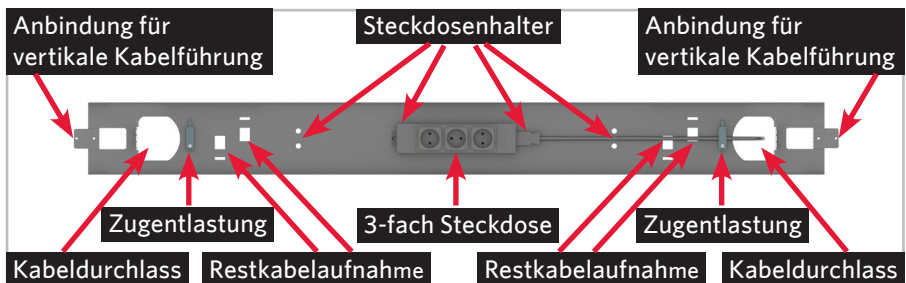 Anbindung für
vertikale Kabelführung
Steckdosenhalter
Anbindung für
vertikale Kabelführung
Zugentlastung
3-fach Steckdose
Zugentlastung
Kabeldurchlass
Restkabelaufnahme
Restkabelaufnahme
Kabeldurchlass